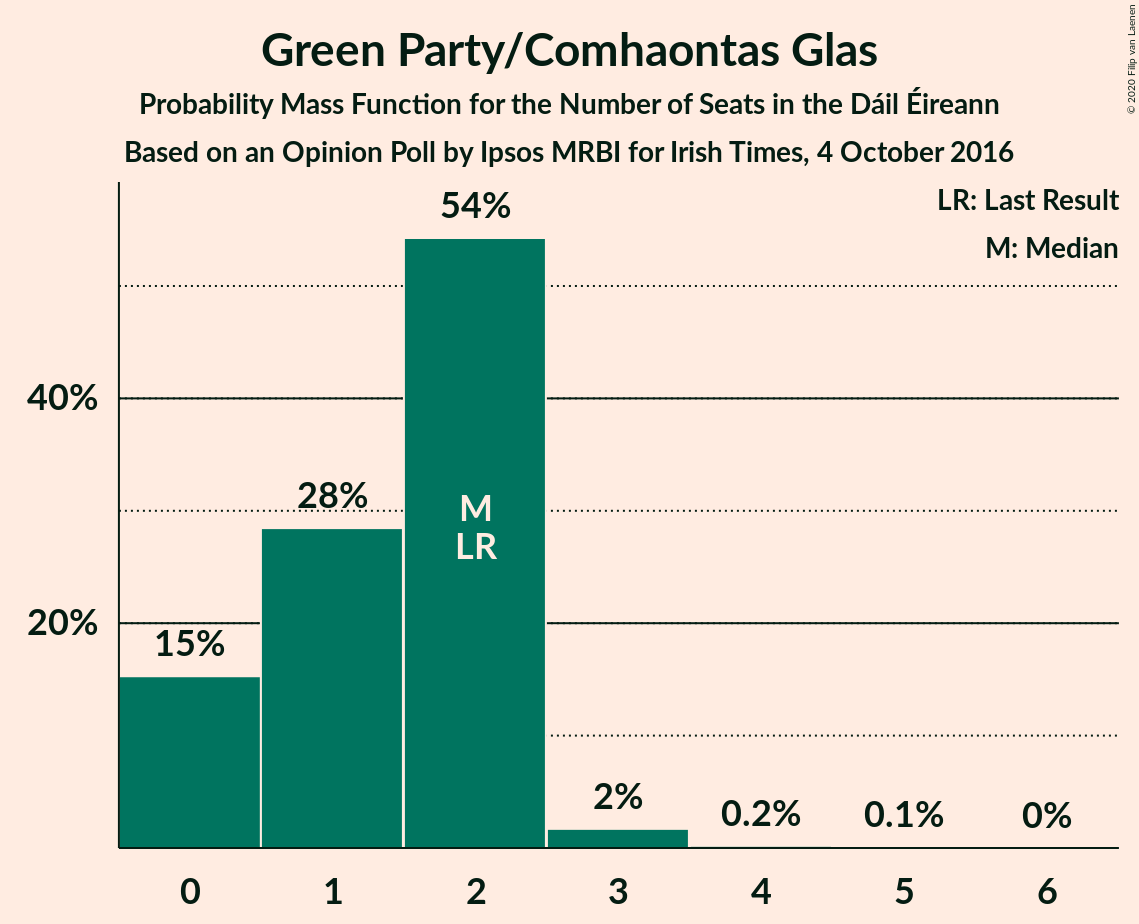 Green Party/Comhaontas Glas
Probability Mass Function for the Number of Seats in the Dáil Éireann
Based on an Opinion Poll by Ipsos MRBI for Irish Times, 4 October 2016
© 2020 Filip van Laenen
LR: Last Result
M: Median
54%
40%
28%
M
LR
20%
15%
2%
0.2%
0.1%
0%
0
1
2
3
4
5
6